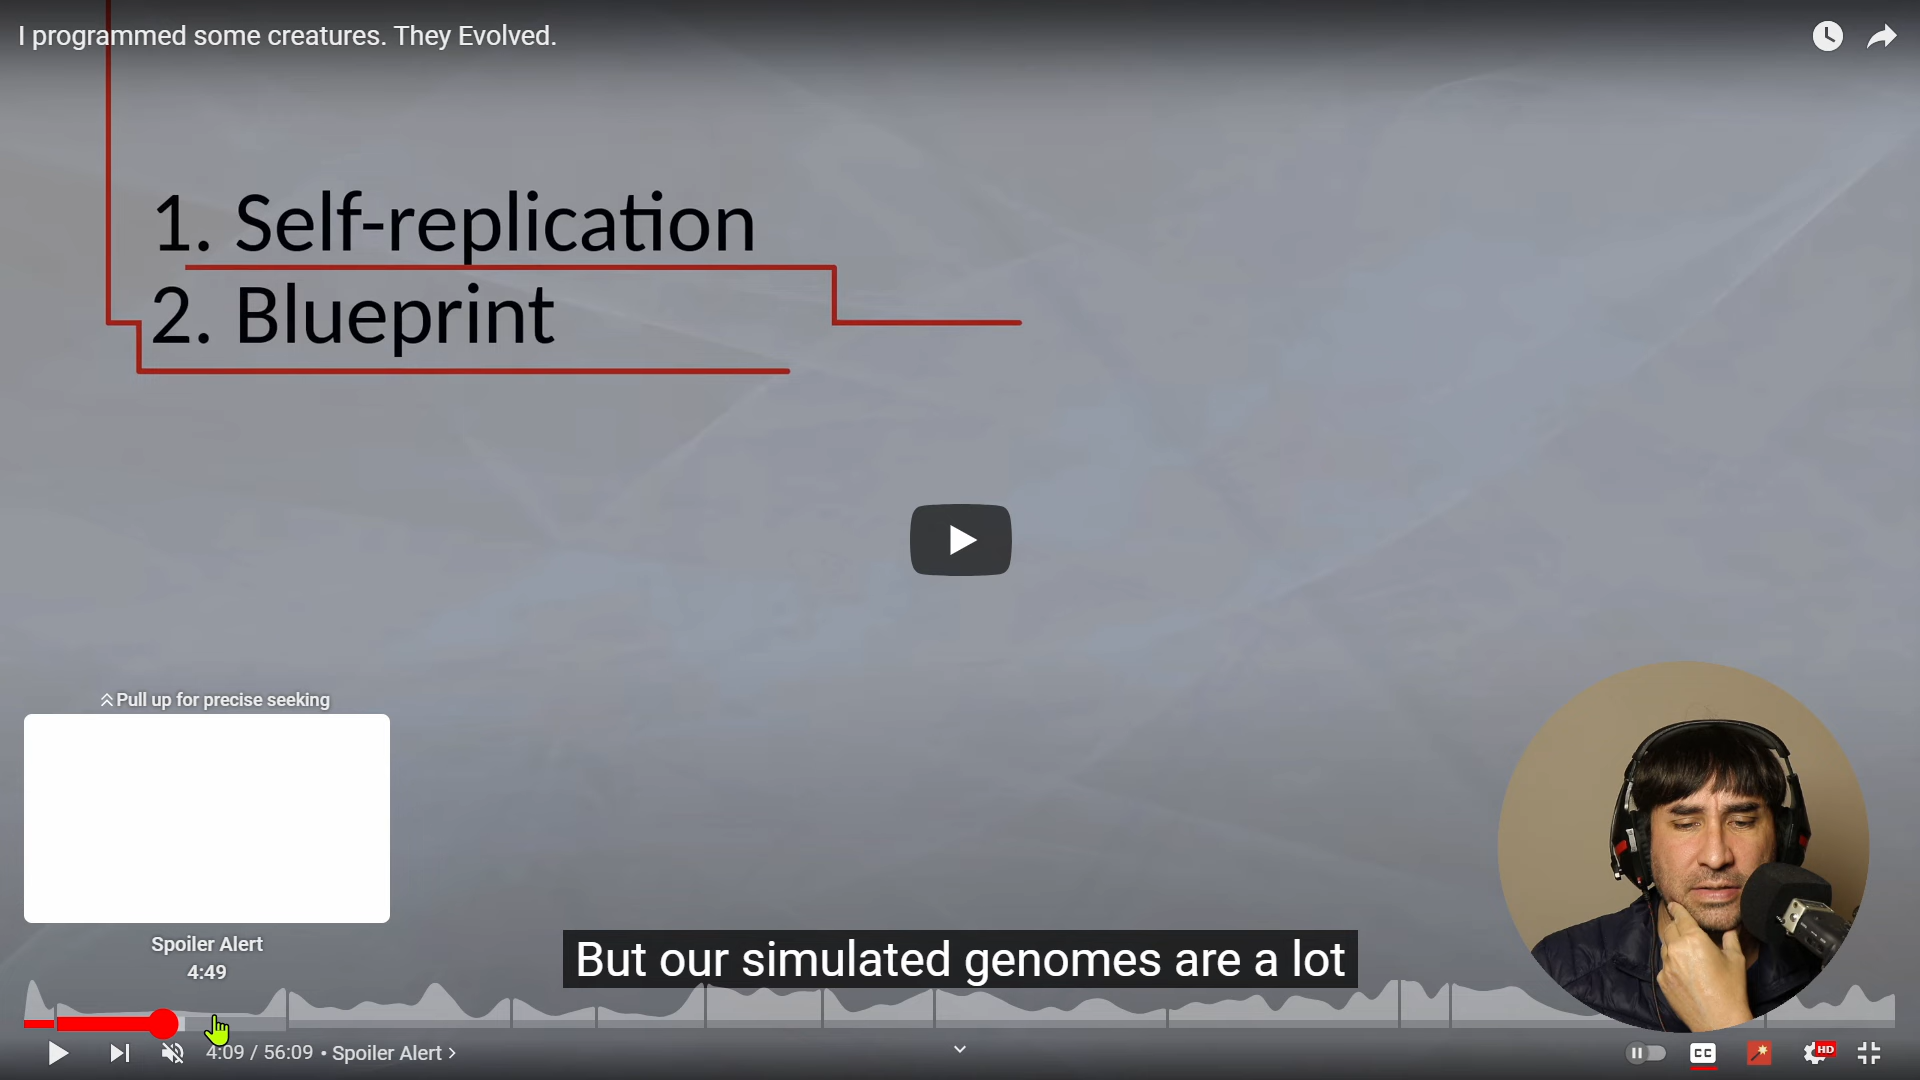 I programmed some creatures. They Evolved.
1. Self-replication
2. Blueprint
Pull up for precise seeking
Spoiler Alert
4:49
But our simulated genomes are a lot
4:09 / 56:09 • Spoiler Alert
CC
HD